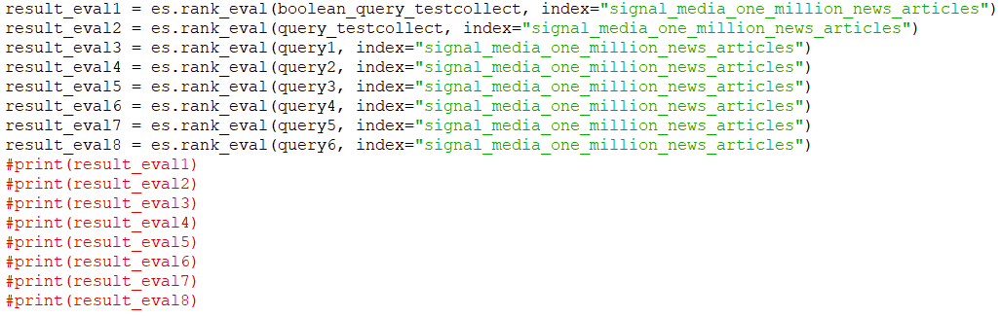 result_eval1 = es.rank_eval(boolean_query_testcollect, index="signal_media_one_million_news_articles")
result_eval2 = es.rank_eval(query_testcollect, index="signal_media_one_million_news_articles")
result_eval3 = es.rank_eval(query1, index="signal_media_one_million_news_articles")
result_eval4 = es.rank_eval(query2, index="signal_media_one_million_news_articles")
result_eval5 = es.rank_eval(query3, index="signal_media_one_million_news_articles")
result_eval6 = es.rank_eval(query4, index="signal_media_one_million_news_articles")
result_eval7 = es.rank_eval(query5, index="signal_media_one_million_news_articles")
result_eval8 = es.rank_eval(query6, index="signal_media_one_million_news_articles")
#print(result_eval1)
#print(result_eval2)
#print(result_eval3)
#print(result_eval4)
#print(result_eval5)
#print(result_eval6)
#print(result_eval7)
#print(result_eval8)